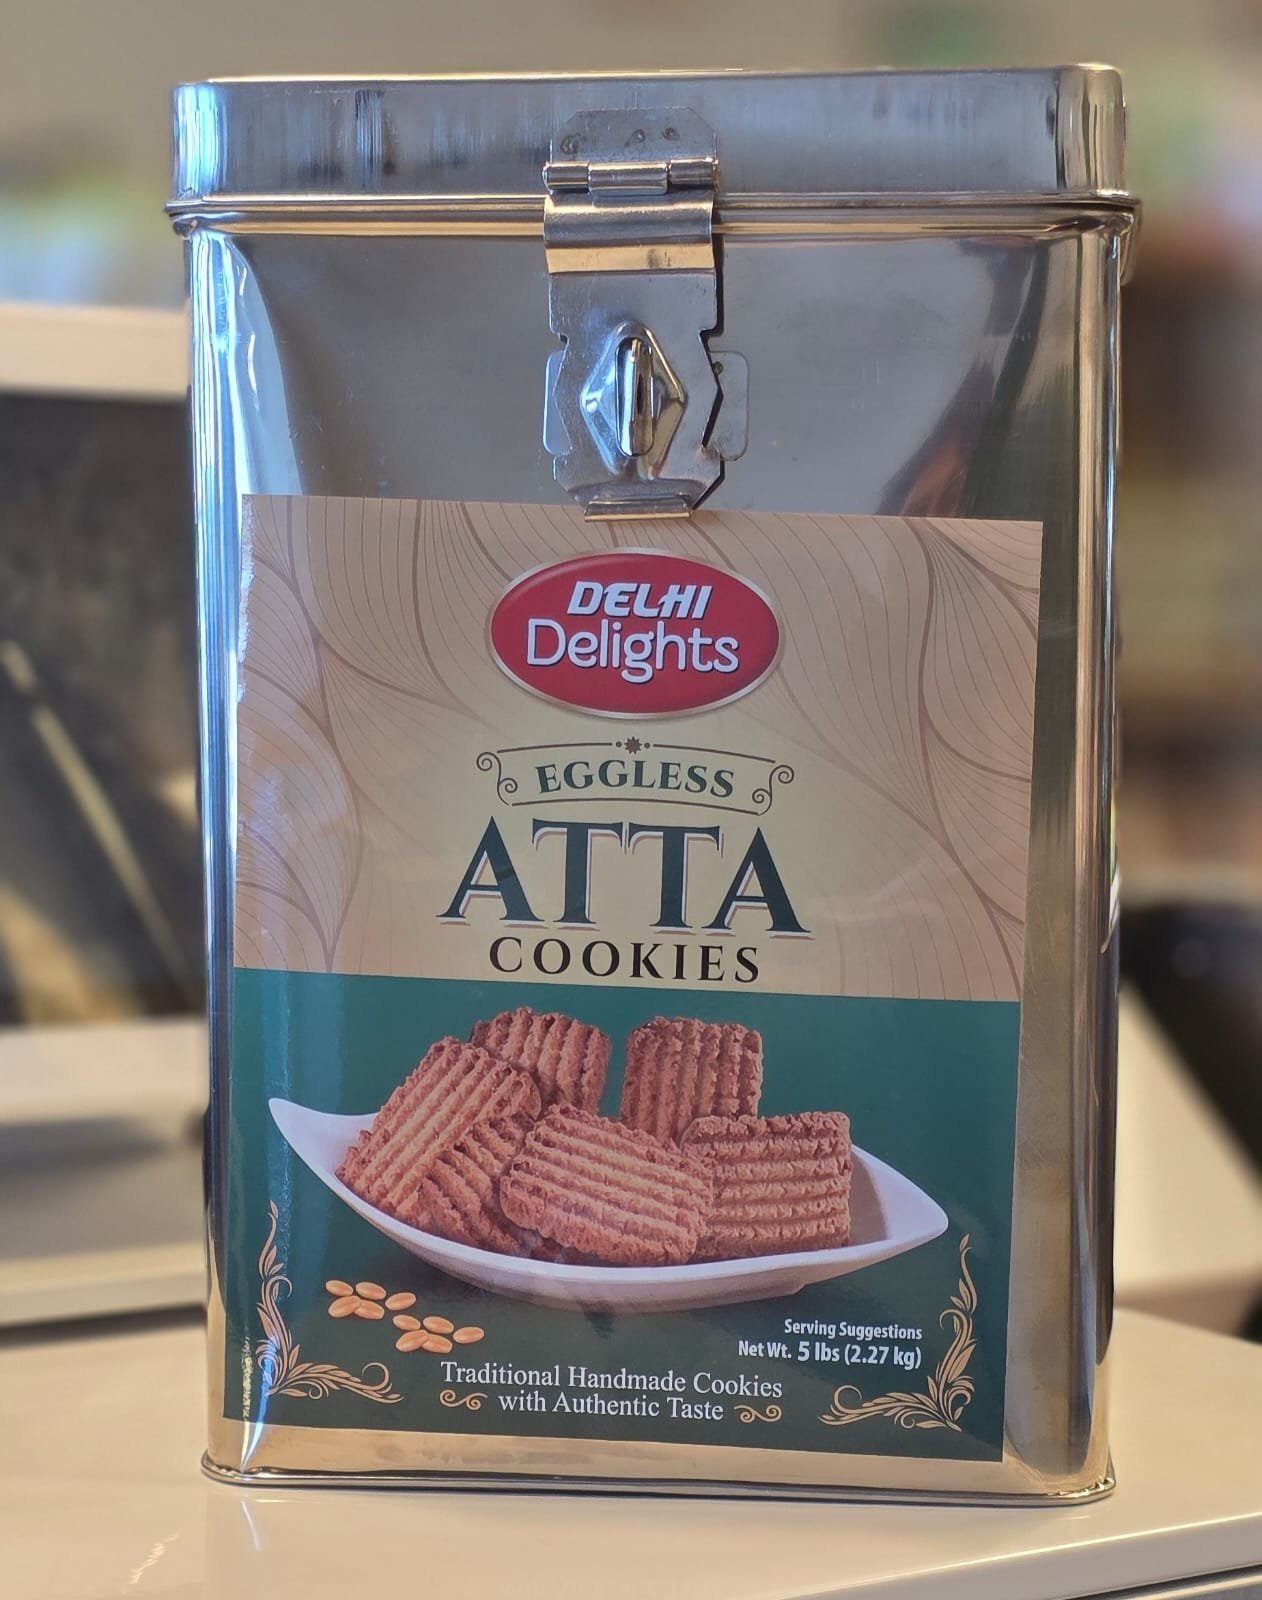 DELHI
Delights
EGGLESS
ATTA
COOKIES
Serving Suggestions
Net Wt. 5 lbs (2.27 kg)
Traditional Handmade Cookies
with Authentic Taste